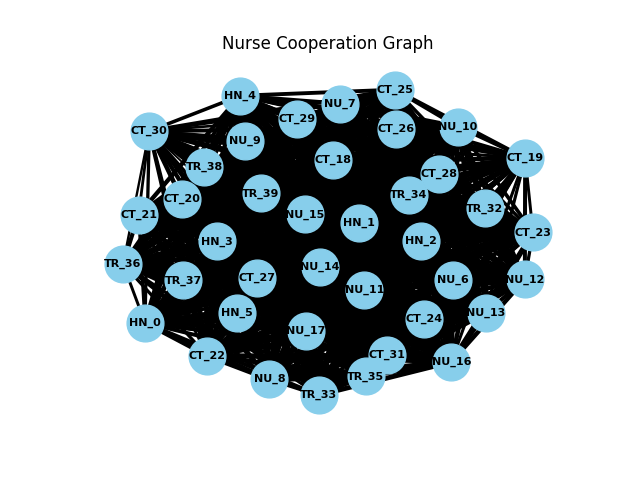 Nurse Cooperation Graph
CT_25
HN_4
NU_7
CT_29
NU_10
CT_26
CT_30
NU_9
CT_19
CT_18
TR_38
CT_28
TR_39
TR_34
CT_20
TR_32
CT_21
NU_15
HN_1
CT_23
HN_3
HN_2
TR_36
NU_14
CT_27
TR_37
NU_6
NU_12
NU_11
HN_5
NU_13
CT_24
HN_0
NU_17
CT_22
CT_31
NU_16
TR_35
NU_8
TR_33